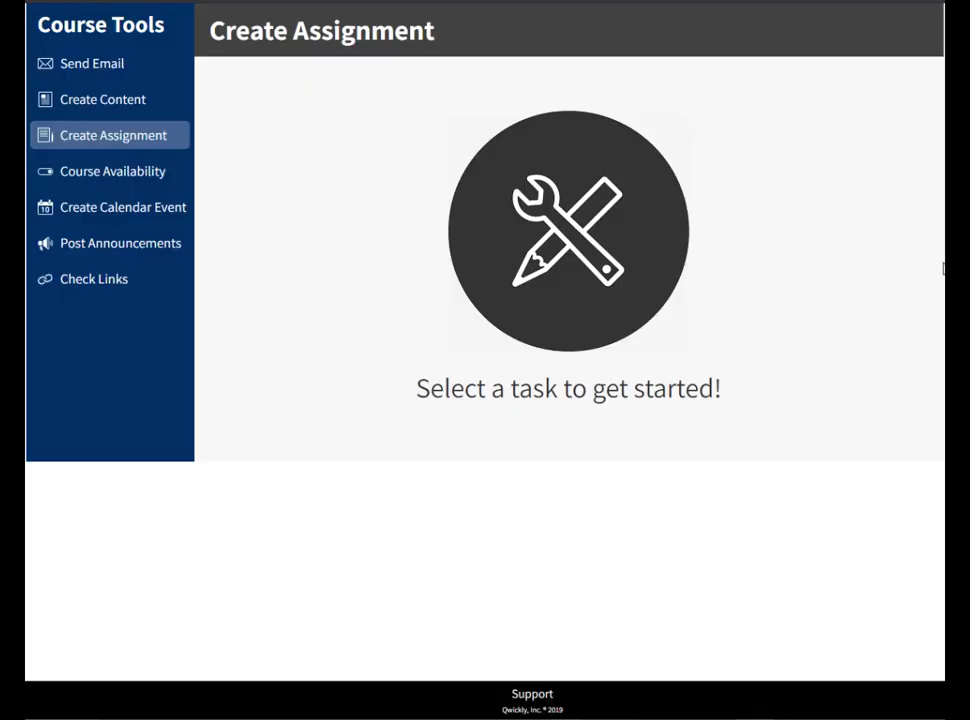 Course Tools
Send Email
Create Content
Create Assignment
Course Availability
10
Create Calendar Event
Post Announcements
Check Links
Create Assignment
Select a task to get started!
Support
Qwickly, Inc. ® 2019